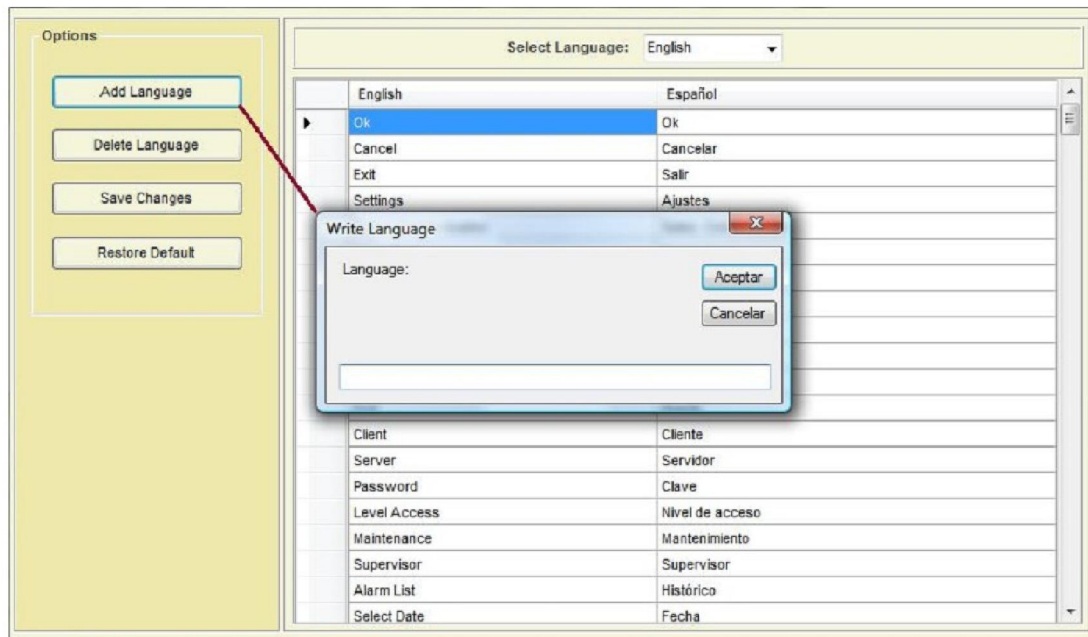 Options
Add Language
Delete Language
Save Changes
Restore Default
Select Language: English
English Español
Ok Ok
Cancel Cancelar
Exit Salir
Settings Ajustes
Write Language
Language:
Aceptar
Cancelar
Client Cliente
Server Servidor
Password Clave
Level Access Nivel de acceso
Maintenance Mantenimiento
Supervisor Supervisor
Alarm List Histórico
Select Date Fecha